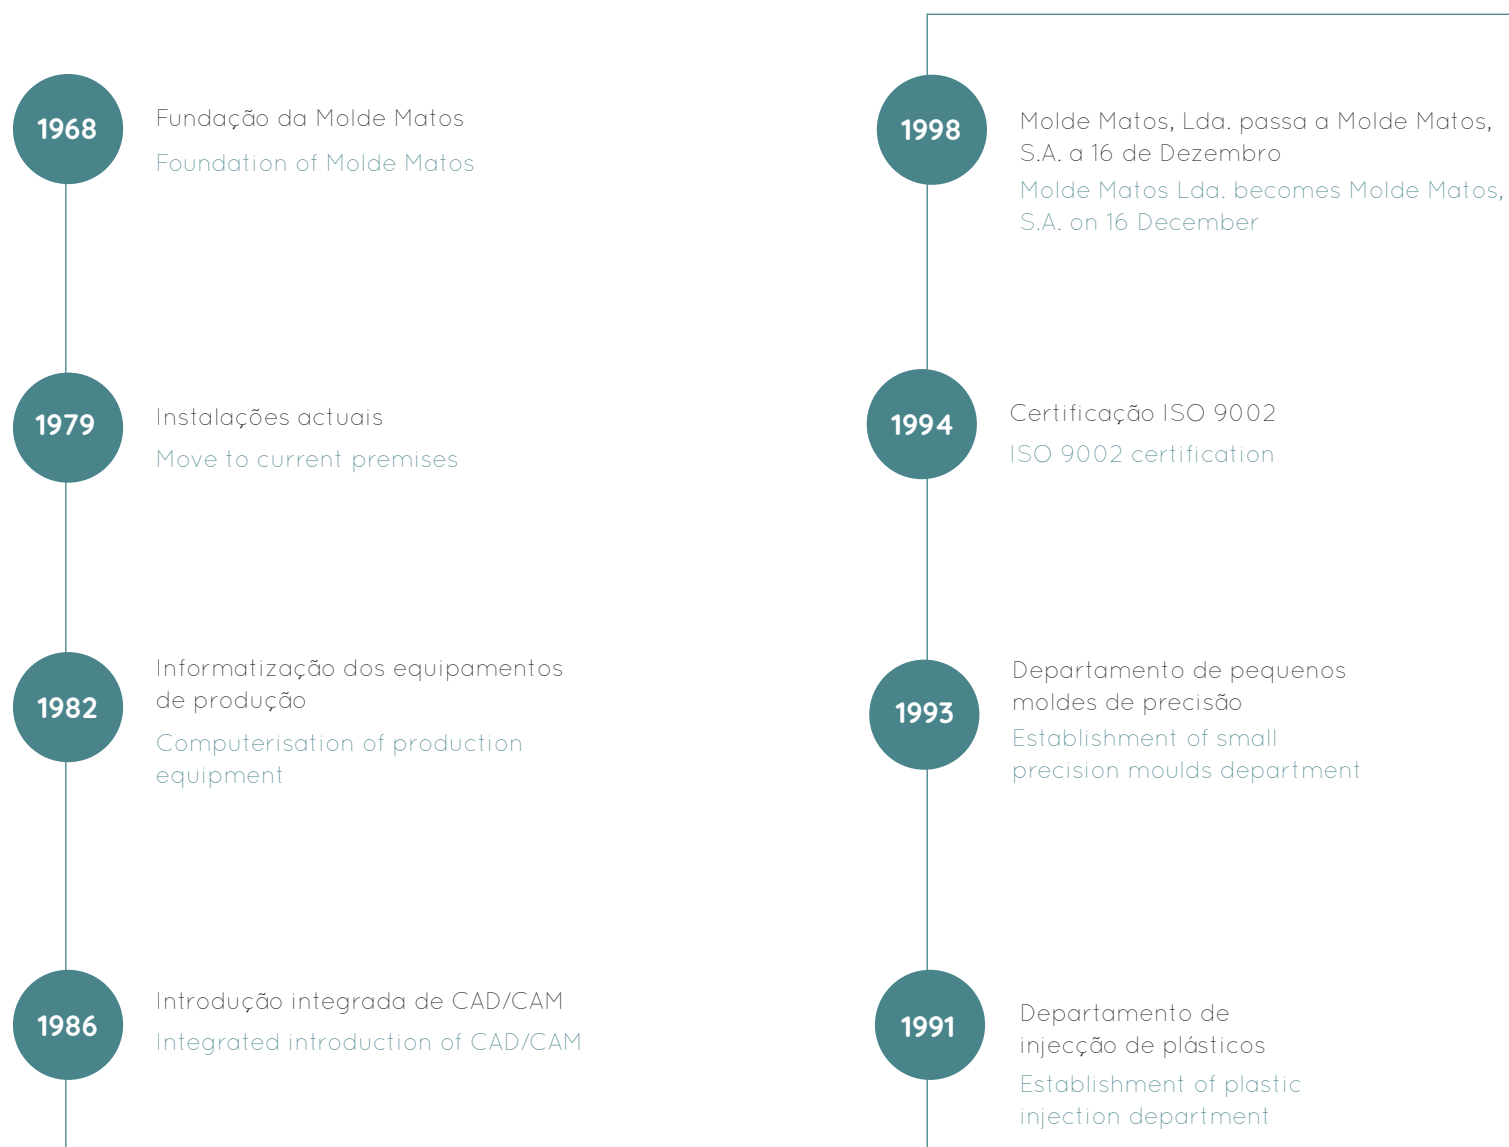 1968
Fundação da Molde Matos
Foundation of Molde Matos
1979
Instalações actuais
Move to current premises
1982
Informatização dos equipamentos
de produção
Computerisation of production
equipment
1986
Introdução integrada de CAD/CAM
Integrated introduction of CAD/CAM
1998
Molde Matos, Lda. passa a Molde Matos,
S.A. a 16 de Dezembro
Molde Matos Lda. becomes Molde Matos,
S.A. on 16 December
1994
Certificação ISO 9002
ISO 9002 certification
1993
Departamento de pequenos
moldes de precisão
Establishment of small
precision moulds department
1991
Departamento de
injecção de plásticos
Establishment of plastic
injection department